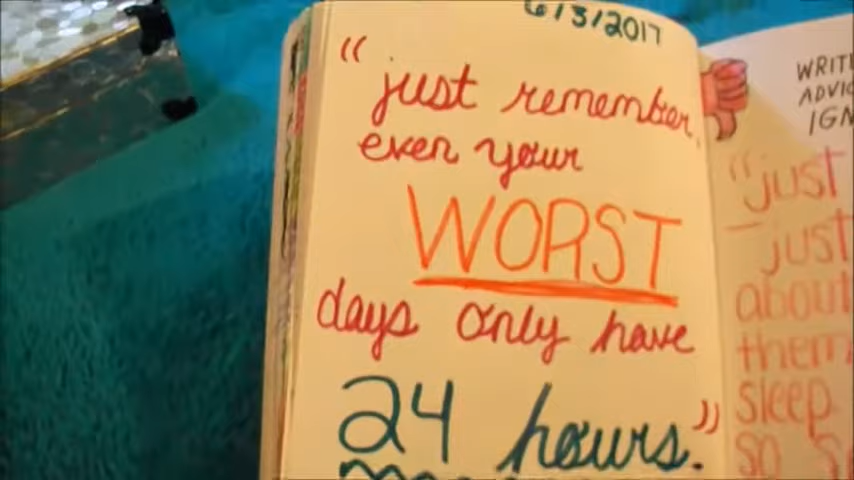 6/3/2017
"just remember,
even your
WORST
days only have
24 hours."
WRIT
ADVIC
IGN
"just
just
about
them
sleep
so